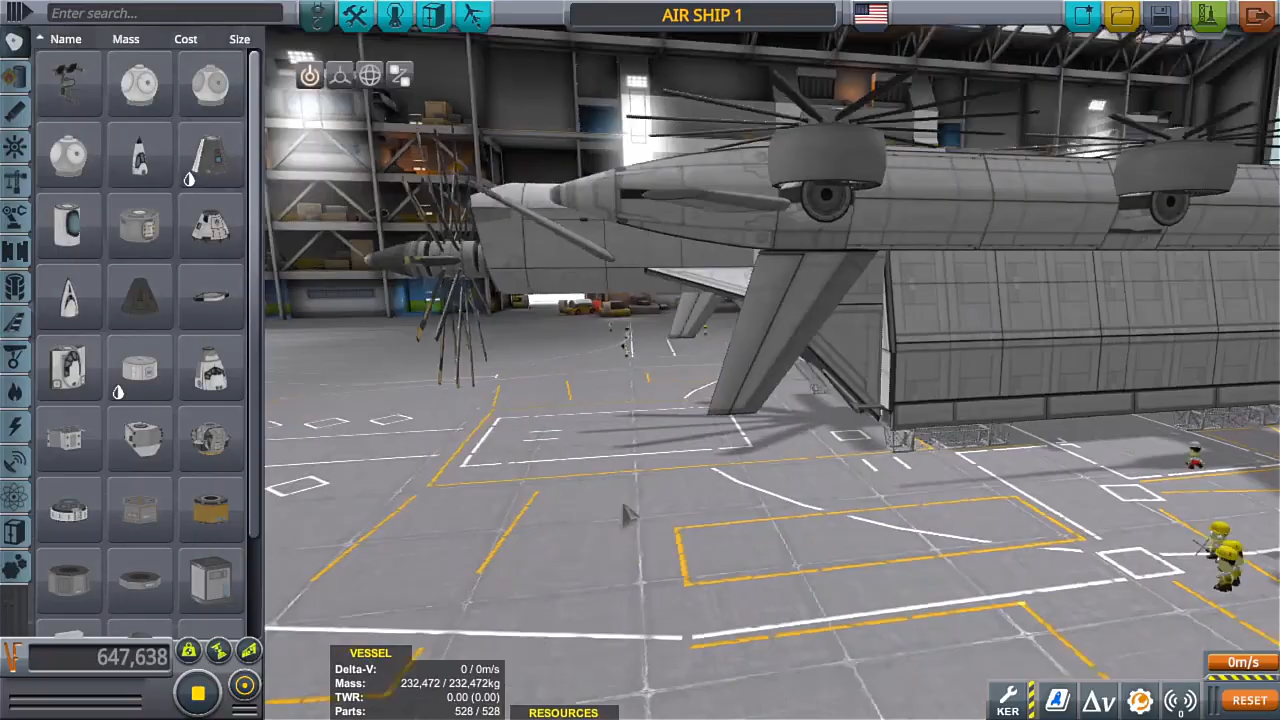 Enter search...
AIR SHIP 1
Name Mass Cost Size
647,638
VESSEL
Delta-V: 0 / 0m/s
Mass: 232,472 / 232,472kg
TWR: 0.00 (0.00)
Parts: 528 / 528
RESOURCES
0m/s
KER
Δv
0
RESET